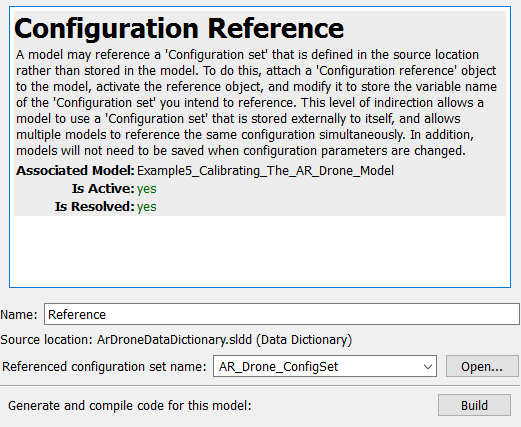 Configuration Reference
A model may reference a 'Configuration set' that is defined in the source location
rather than stored in the model. To do this, attach a 'Configuration reference' object
to the model, activate the reference object, and modify it to store the variable name
of the 'Configuration set' you intend to reference. This level of indirection allows a
model to use a 'Configuration set' that is stored externally to itself, and allows
multiple models to reference the same configuration simultaneously. In addition,
models will not need to be saved when configuration parameters are changed.
Associated Model: Example5_Calibrating_The_AR_Drone_Model
Is Active: yes
Is Resolved: yes
Name: Reference
Source location: ArDroneDataDictionary.sldd (Data Dictionary)
Referenced configuration set name: AR_Drone_ConfigSet Open...
Generate and compile code for this model: Build